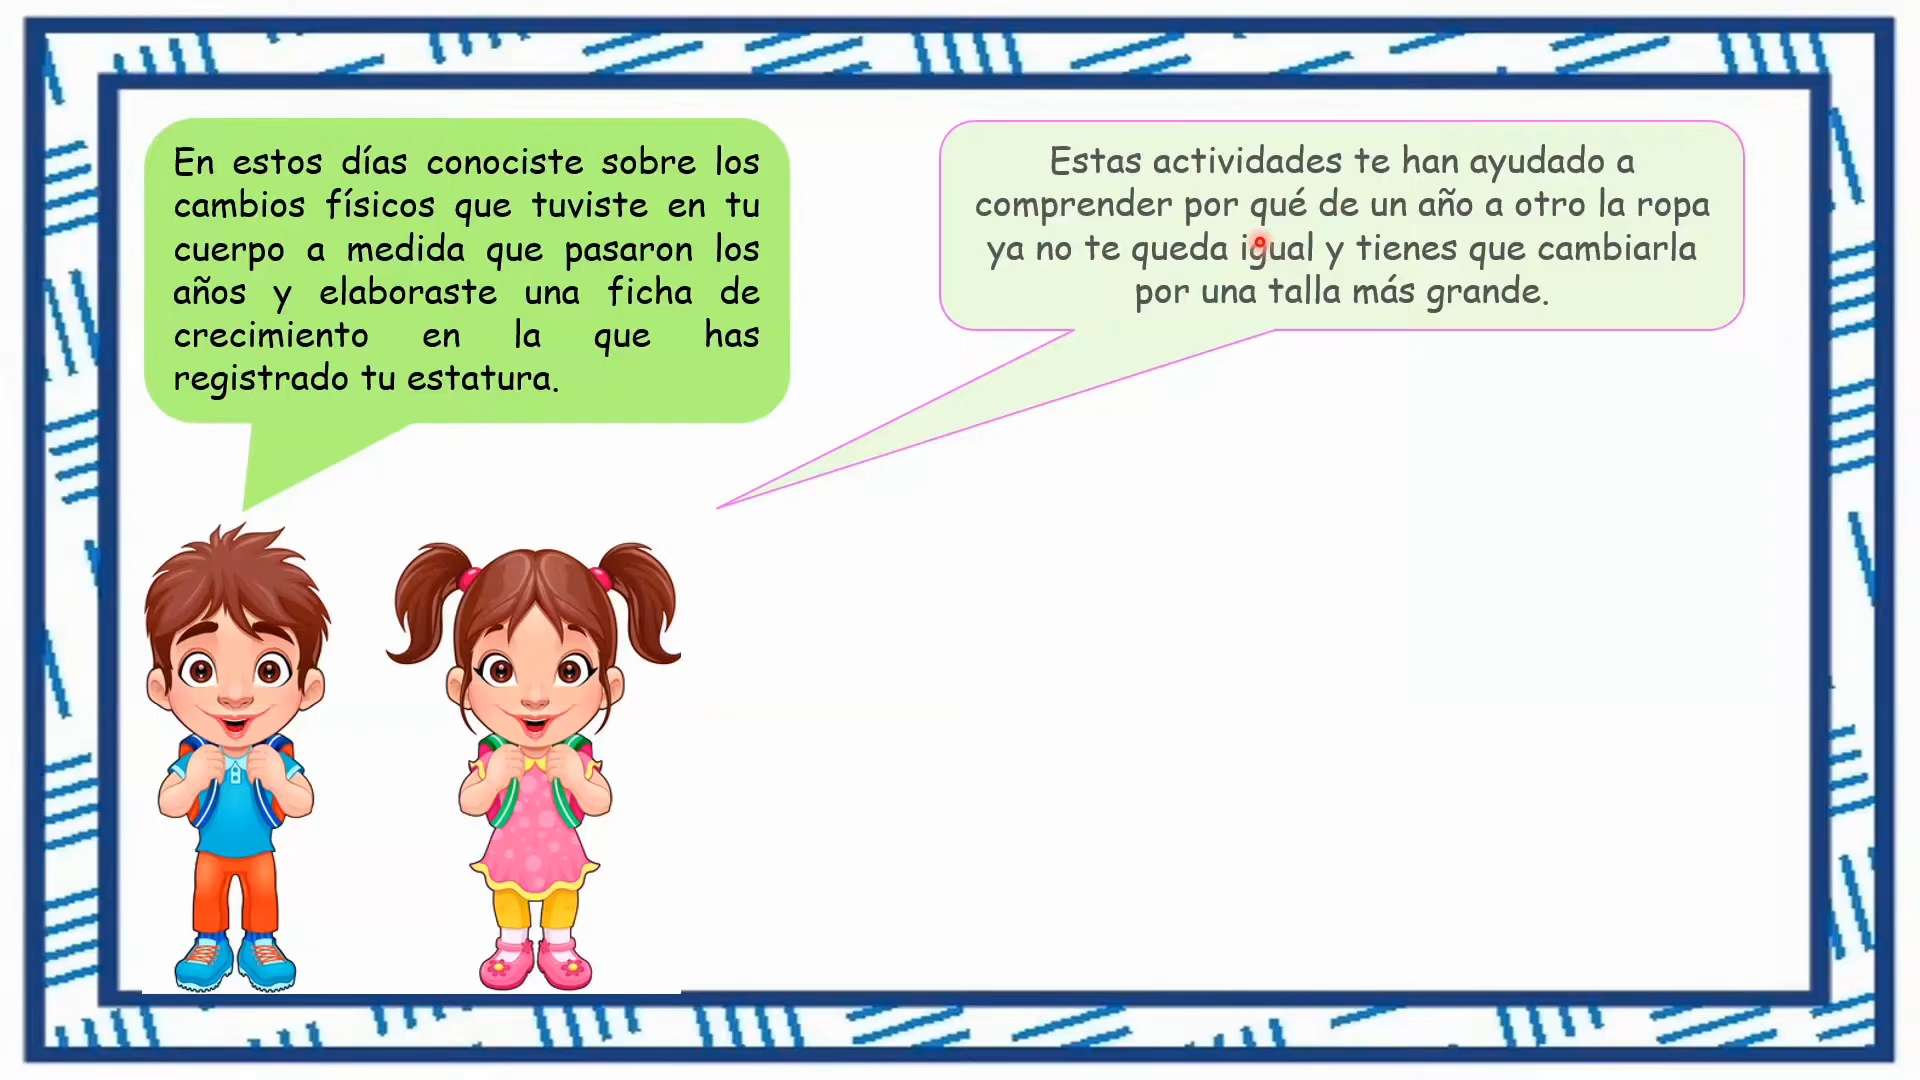 En estos días conociste sobre los
cambios físicos que tuviste en tu
cuerpo a medida que pasaron los
años y elaboraste una ficha de
crecimiento en la que has
registrado tu estatura.
Estas actividades te han ayudado a
comprender por qué de un año a otro la ropa
ya no te queda igual y tienes que cambiarla
por una talla más grande.